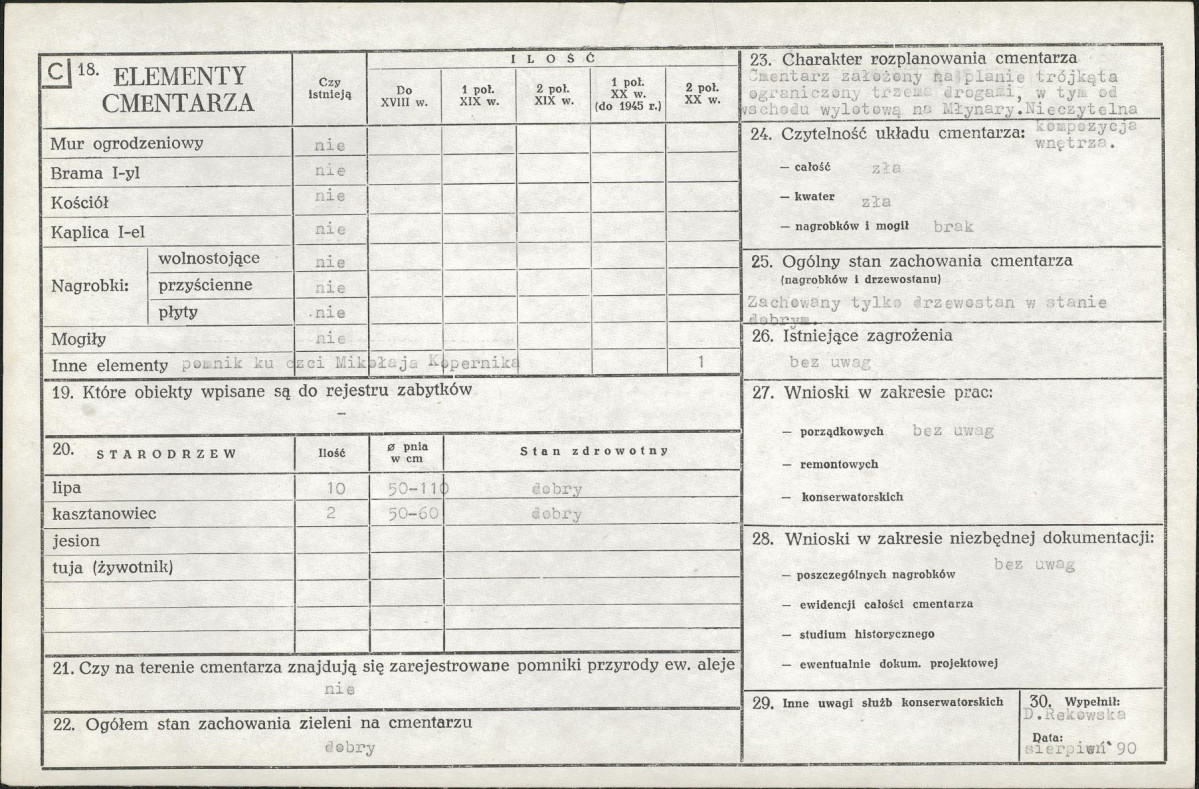 C 18. ELEMENTY CMENTARZA
Czy istnieją
I L O Ś Ć
Do XVIII w.
1 poł. XIX w.
2 poł. XIX w.
1 poł. XX w. (do 1945 r.)
2 poł. XX w.
Mur ogrodzeniowy nie
Brama I-yl nie
Kościół nie
Kaplica I-el nie
Nagrobki: wolnostojące nie
przyścienne nie
płyty nie
Mogiły nie
Inne elementy pomnik ku czci Mikołaja Kopernika 1
19. Które obiekty wpisane są do rejestru zabytków
–
20. STARODRZEW Ilość ø pnia w cm Stan zdrowotny
lipa 10 50-110 dobry
kasztanowiec 2 50-60 dobry
jesion
tuja (żywotnik)
21. Czy na terenie cmentarza znajdują się zarejestrowane pomniki przyrody ew. aleje
nie
22. Ogółem stan zachowania zieleni na cmentarzu
dobry
23. Charakter rozplanowania cmentarza
Cmentarz założony na planie trójkąta
ograniczony trzema drogami, w tym od
wschodu wylotową na Młynary.Nieczytelna
kompozycja
wnętrza.
24. Czytelność układu cmentarza:
– całość zła
– kwater zła
– nagrobków i mogił brak
25. Ogólny stan zachowania cmentarza
(nagrobków i drzewostanu)
Zachowany tylko drzewostan w stanie
dobrym.
26. Istniejące zagrożenia
bez uwag
27. Wnioski w zakresie prac:
– porządkowych bez uwag
– remontowych
– konserwatorskich
28. Wnioski w zakresie niezbędnej dokumentacji:
bez uwag
– poszczególnych nagrobków
– ewidencji całości cmentarza
– studium historycznego
– ewentualnie dokum. projektowej
29. Inne uwagi służb konserwatorskich
30. Wypełnił:
D.Rekowska
Data:
sierpień`90